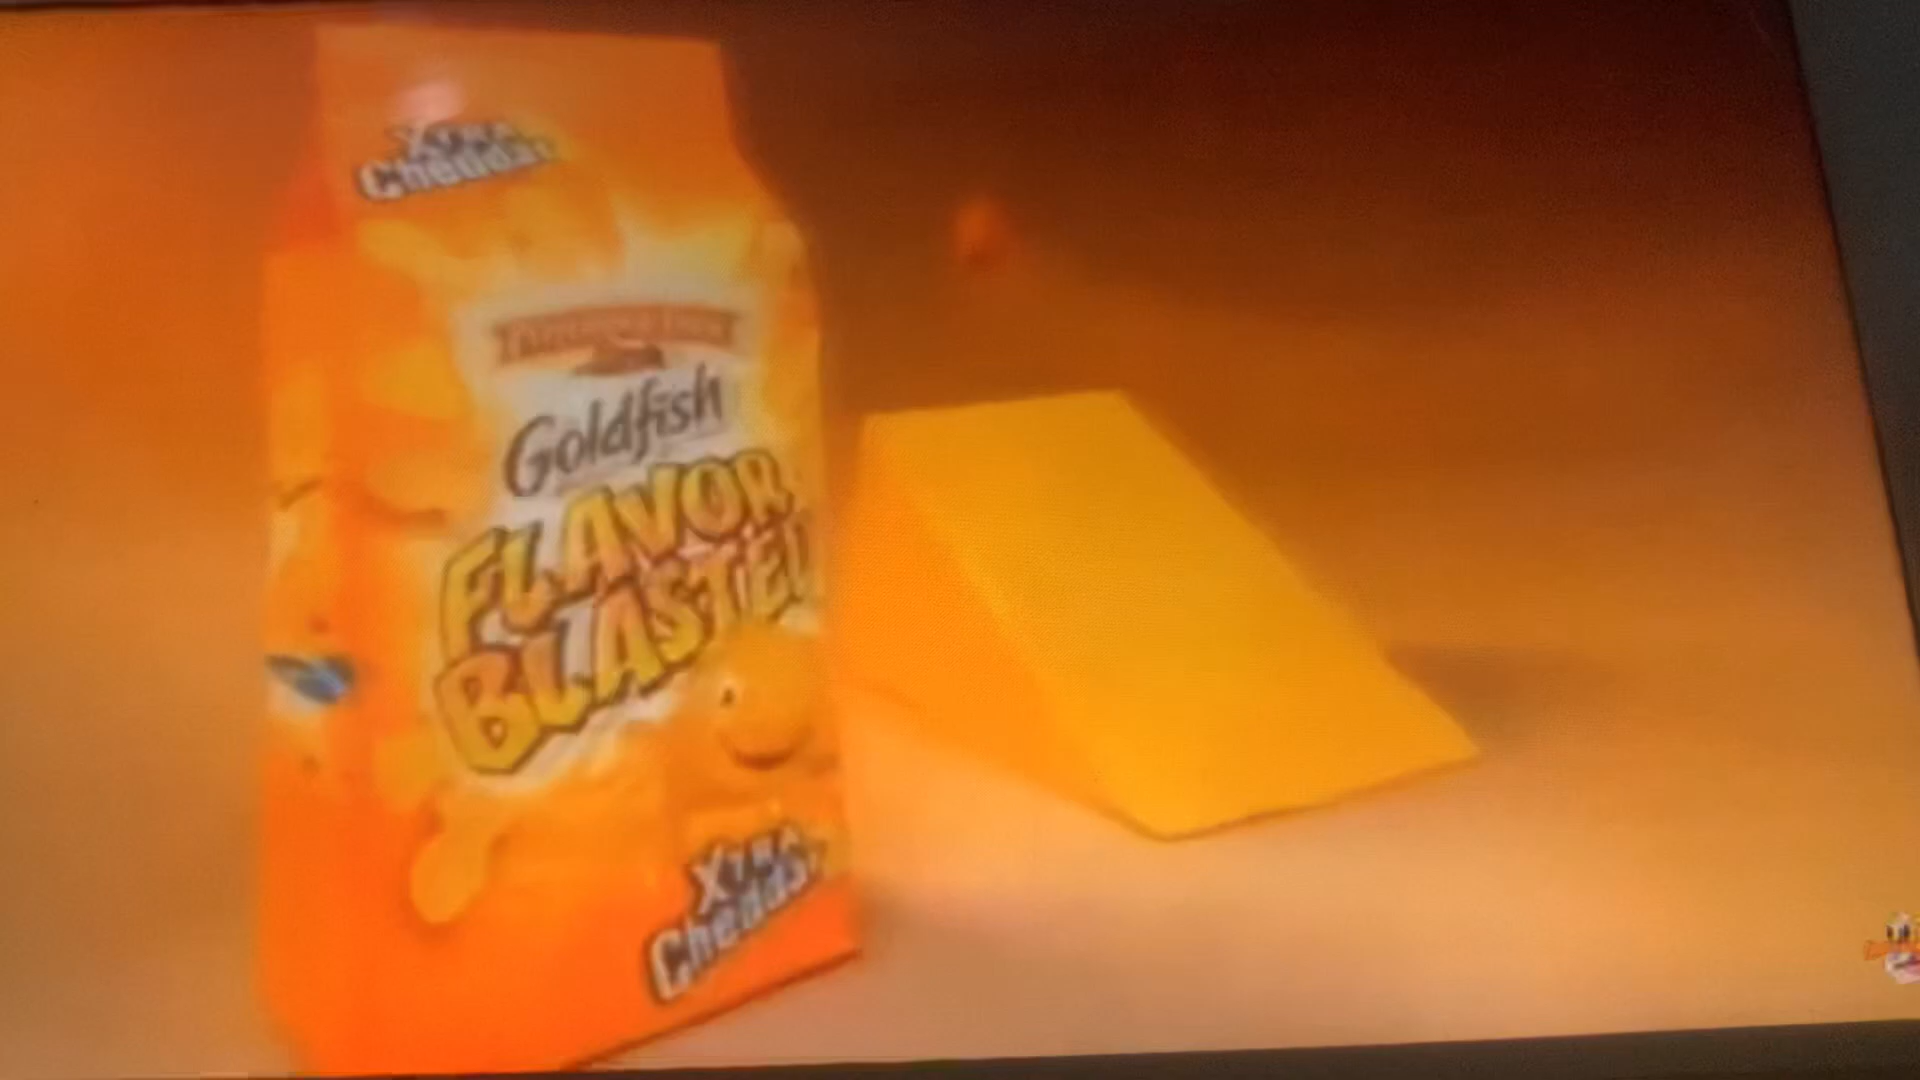 Xtra
Cheddar
Goldfish
FLAVOR
BLASTED
Xtra
Cheddar